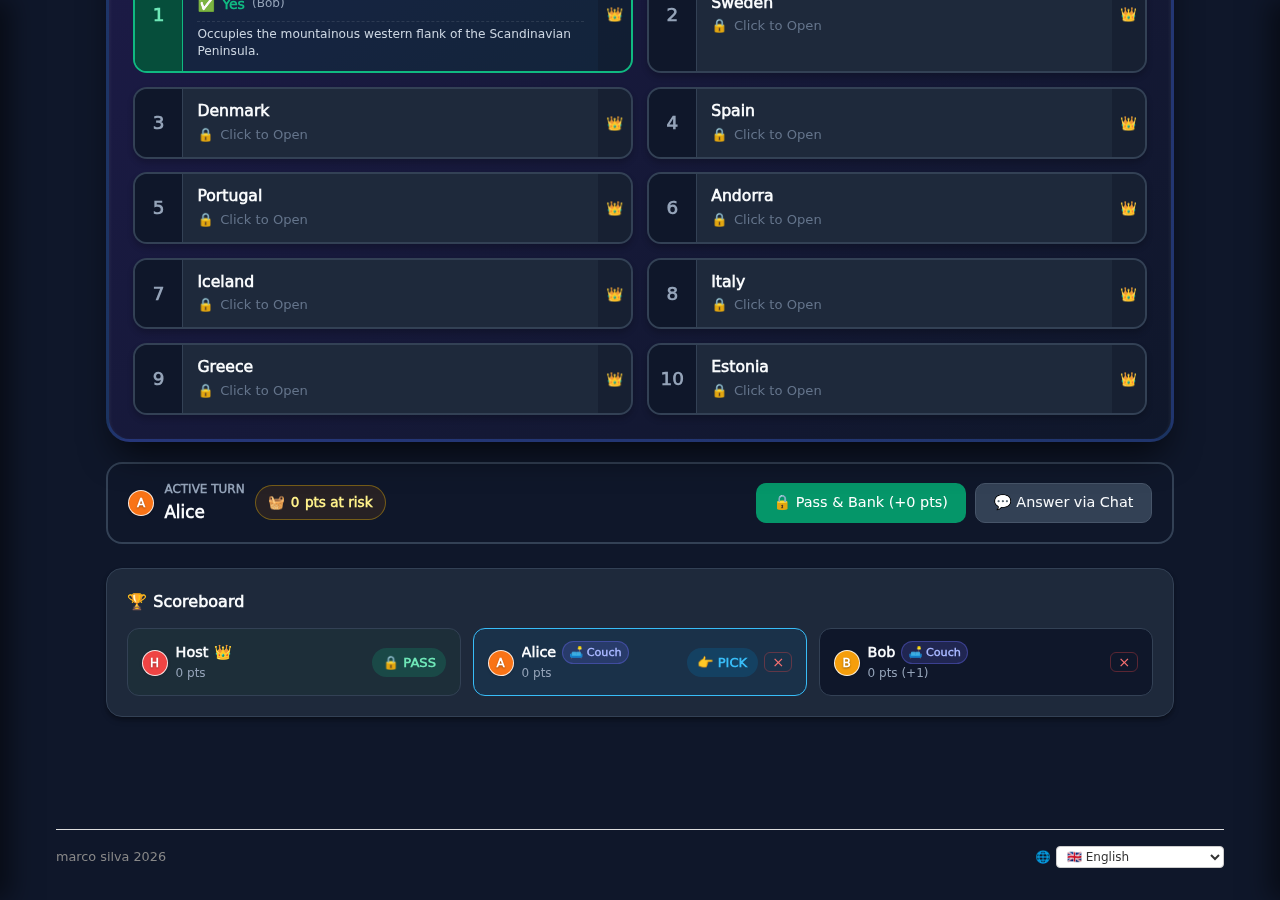 1
✅ Yes (Bob)
Occupies the mountainous western flank of the Scandinavian
Peninsula.
👑
2
Sweden
🔒 Click to Open
👑
3
Denmark
🔒 Click to Open
👑
4
Spain
🔒 Click to Open
👑
5
Portugal
🔒 Click to Open
👑
6
Andorra
🔒 Click to Open
👑
7
Iceland
🔒 Click to Open
👑
8
Italy
🔒 Click to Open
👑
9
Greece
🔒 Click to Open
👑
10
Estonia
🔒 Click to Open
👑
A
ACTIVE TURN
Alice
🧺 0 pts at risk
🔒 Pass & Bank (+0 pts)
💬 Answer via Chat
🏆 Scoreboard
H
Host 👑
0 pts
🔒 PASS
A
Alice 🛋️ Couch
0 pts
👉 PICK
✕
B
Bob 🛋️ Couch
0 pts (+1)
✕
marco silva 2026
🌐 🇬🇧 English